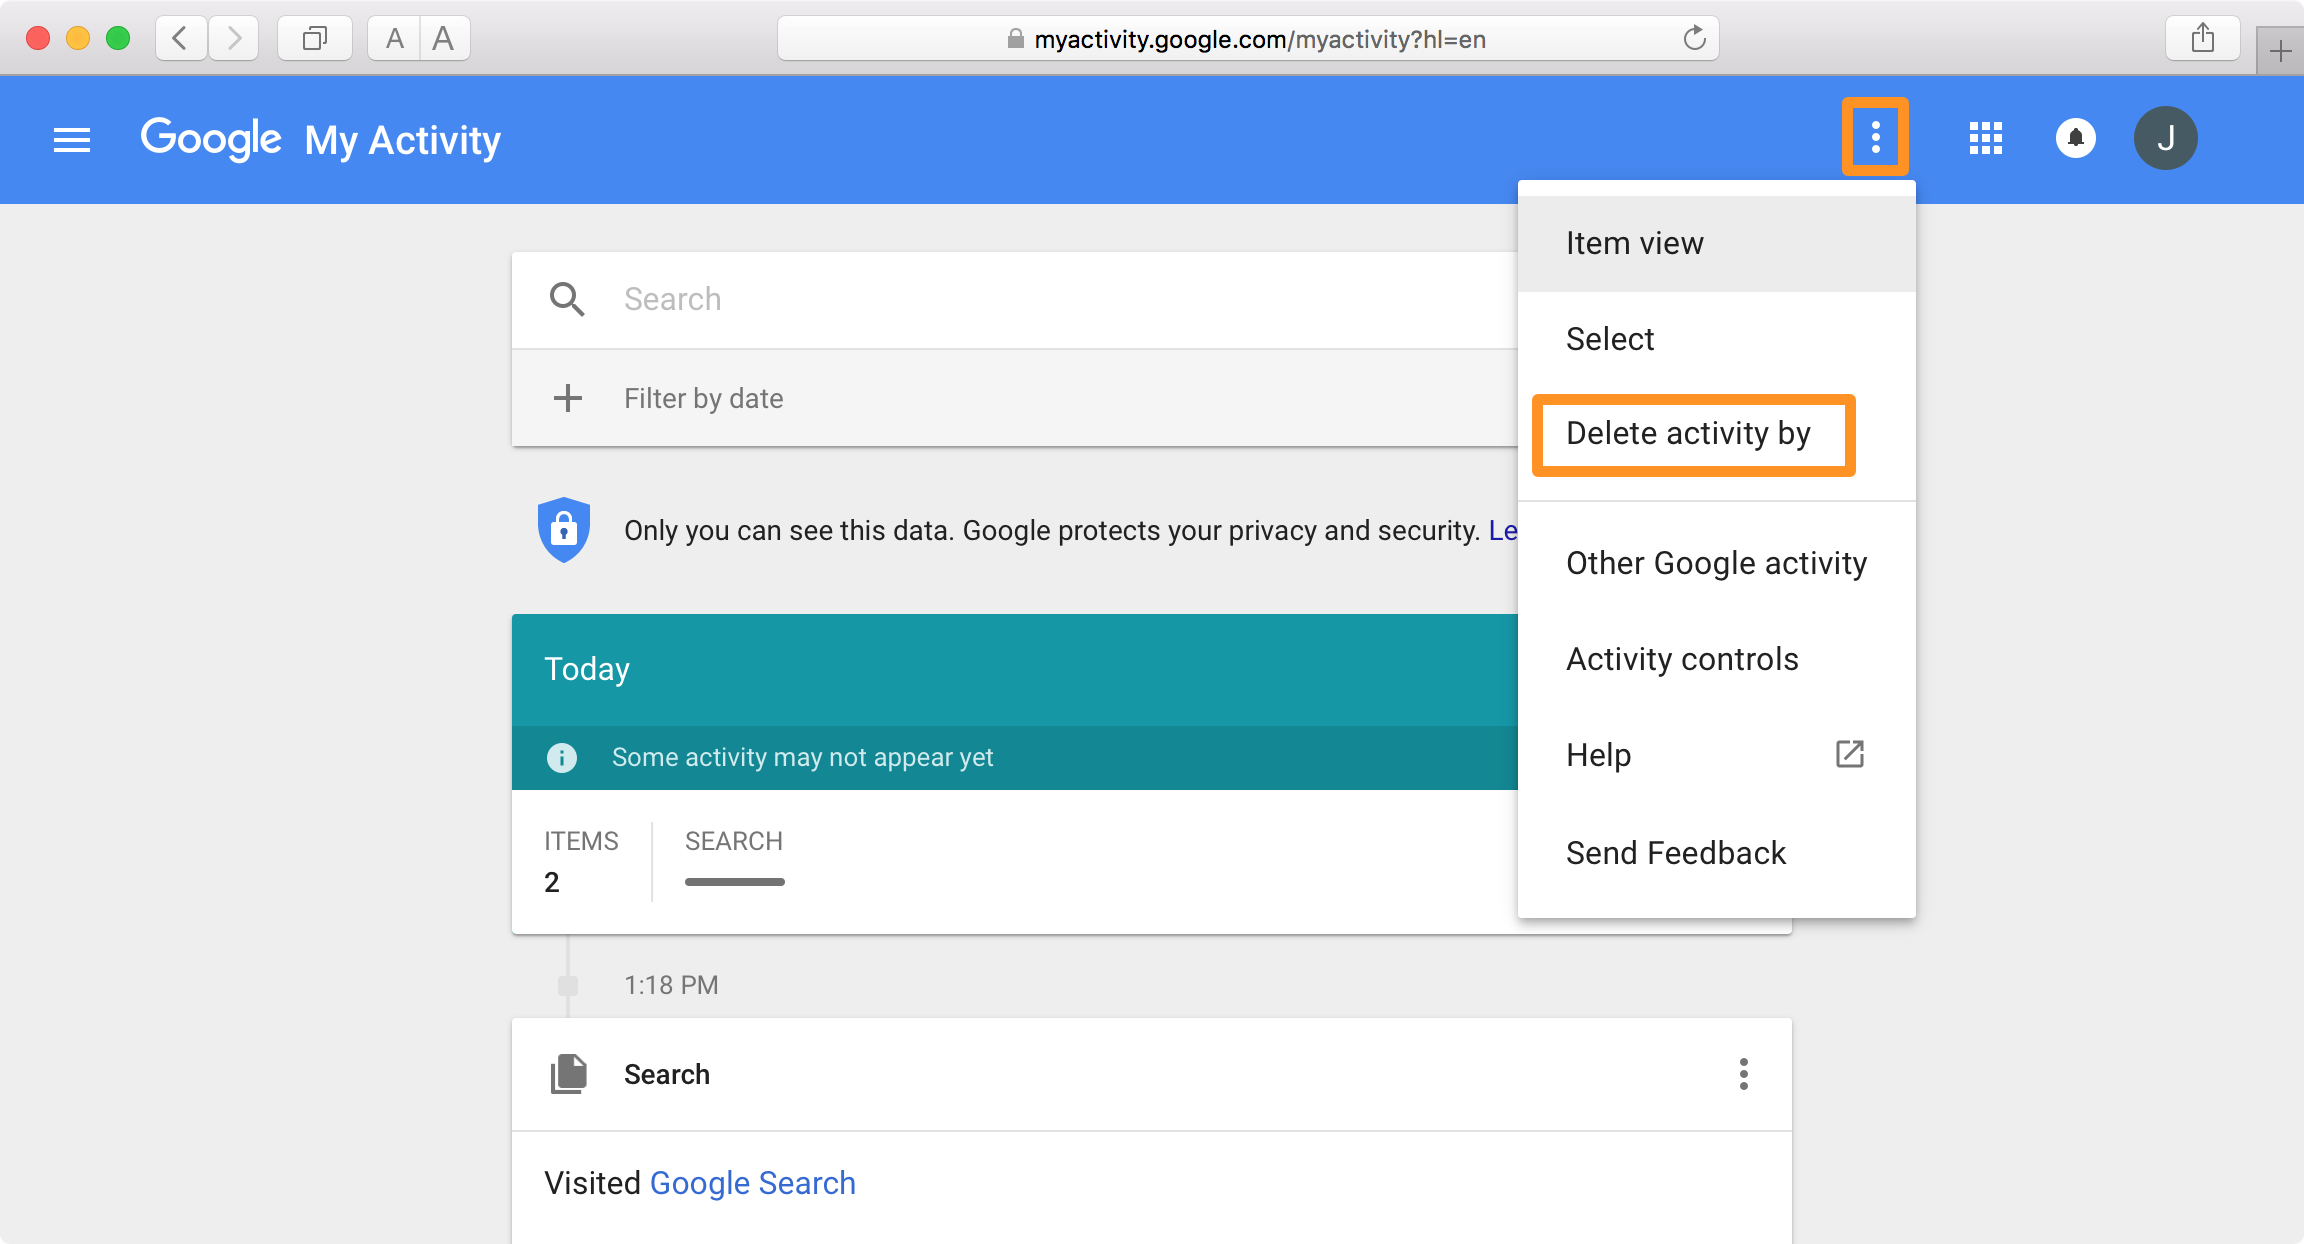 A A
myactivity.google.com/myactivity?hl=en
Google My Activity
J
Item view
Select
Delete activity by
Other Google activity
Activity controls
Help
Send Feedback
Search
Filter by date
Only you can see this data. Google protects your privacy and security. Le
Today
Some activity may not appear yet
ITEMS SEARCH
2
1:18 PM
Search
Visited Google Search